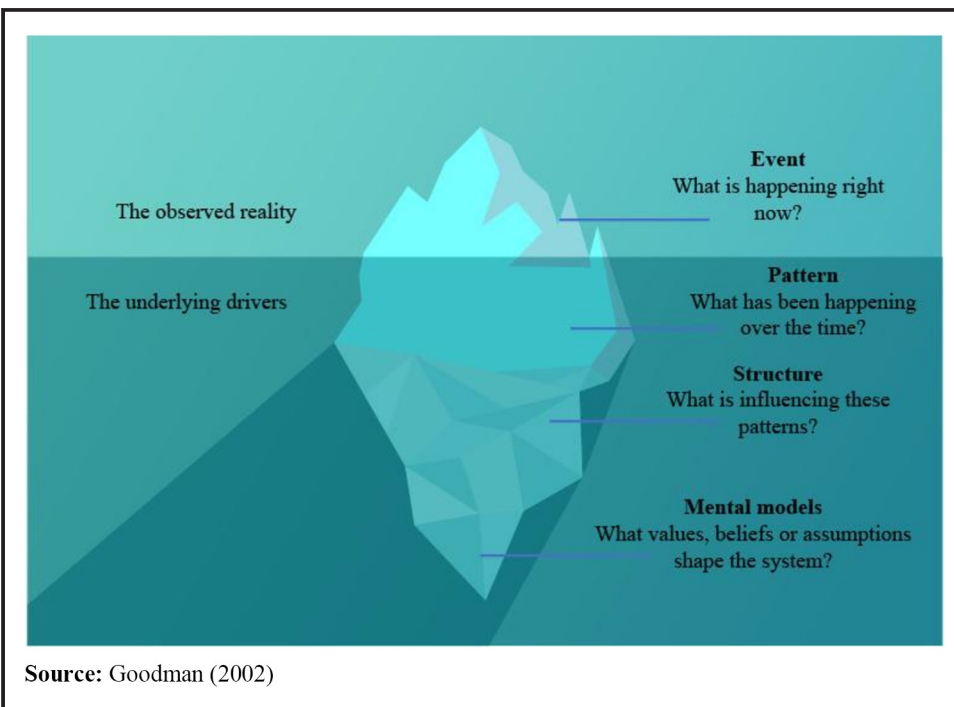 Event
What is happening right
now?
The observed reality
Pattern
What has been happening
over the time?
The underlying drivers
Structure
What is influencing these
patterns?
Mental models
What values, beliefs or assumptions
shape the system?
Source: Goodman (2002)